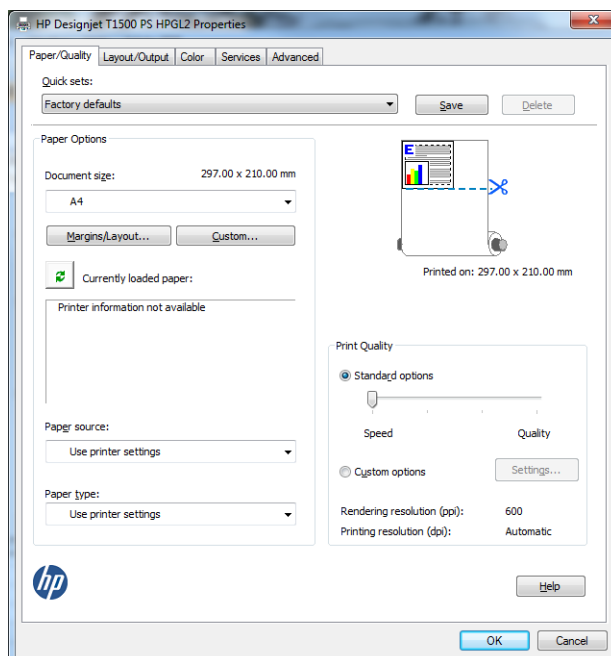 HP Designjet T1500 PS HPGL2 Properties
Paper/Quality Layout/Output Color Services Advanced
Quick sets:
Factory defaults Save Delete
Paper Options
Document size: 297.00 x 210.00 mm
A4
Margins/Layout... Custom...
Currently loaded paper:
Printer information not available
Paper source:
Use printer settings
Paper type:
Use printer settings
E
Printed on: 297.00 x 210.00 mm
Print Quality
Standard options
Speed Quality
Custom options Settings...
Rendering resolution (ppi): 600
Printing resolution (dpi): Automatic
hp
Help
OK Cancel